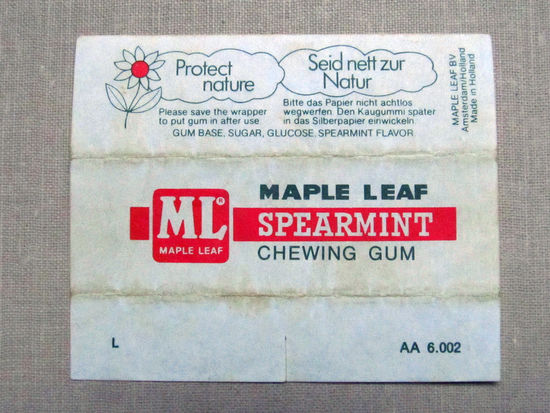 Protect
nature
Please save the wrapper
to put gum in after use
Seid nett zur
Natur
Bitte das Papier nicht achtlos
wegwerfen. Den Kaugummi später
in das Silberpapier einwickeln.
GUM BASE, SUGAR, GLUCOSE, SPEARMINT FLAVOR
MAPLE LEAF BV
Amsterdam/Holland
Made in Holland
ML®
MAPLE LEAF
MAPLE LEAF
SPEARMINT
CHEWING GUM
L
AA 6.002